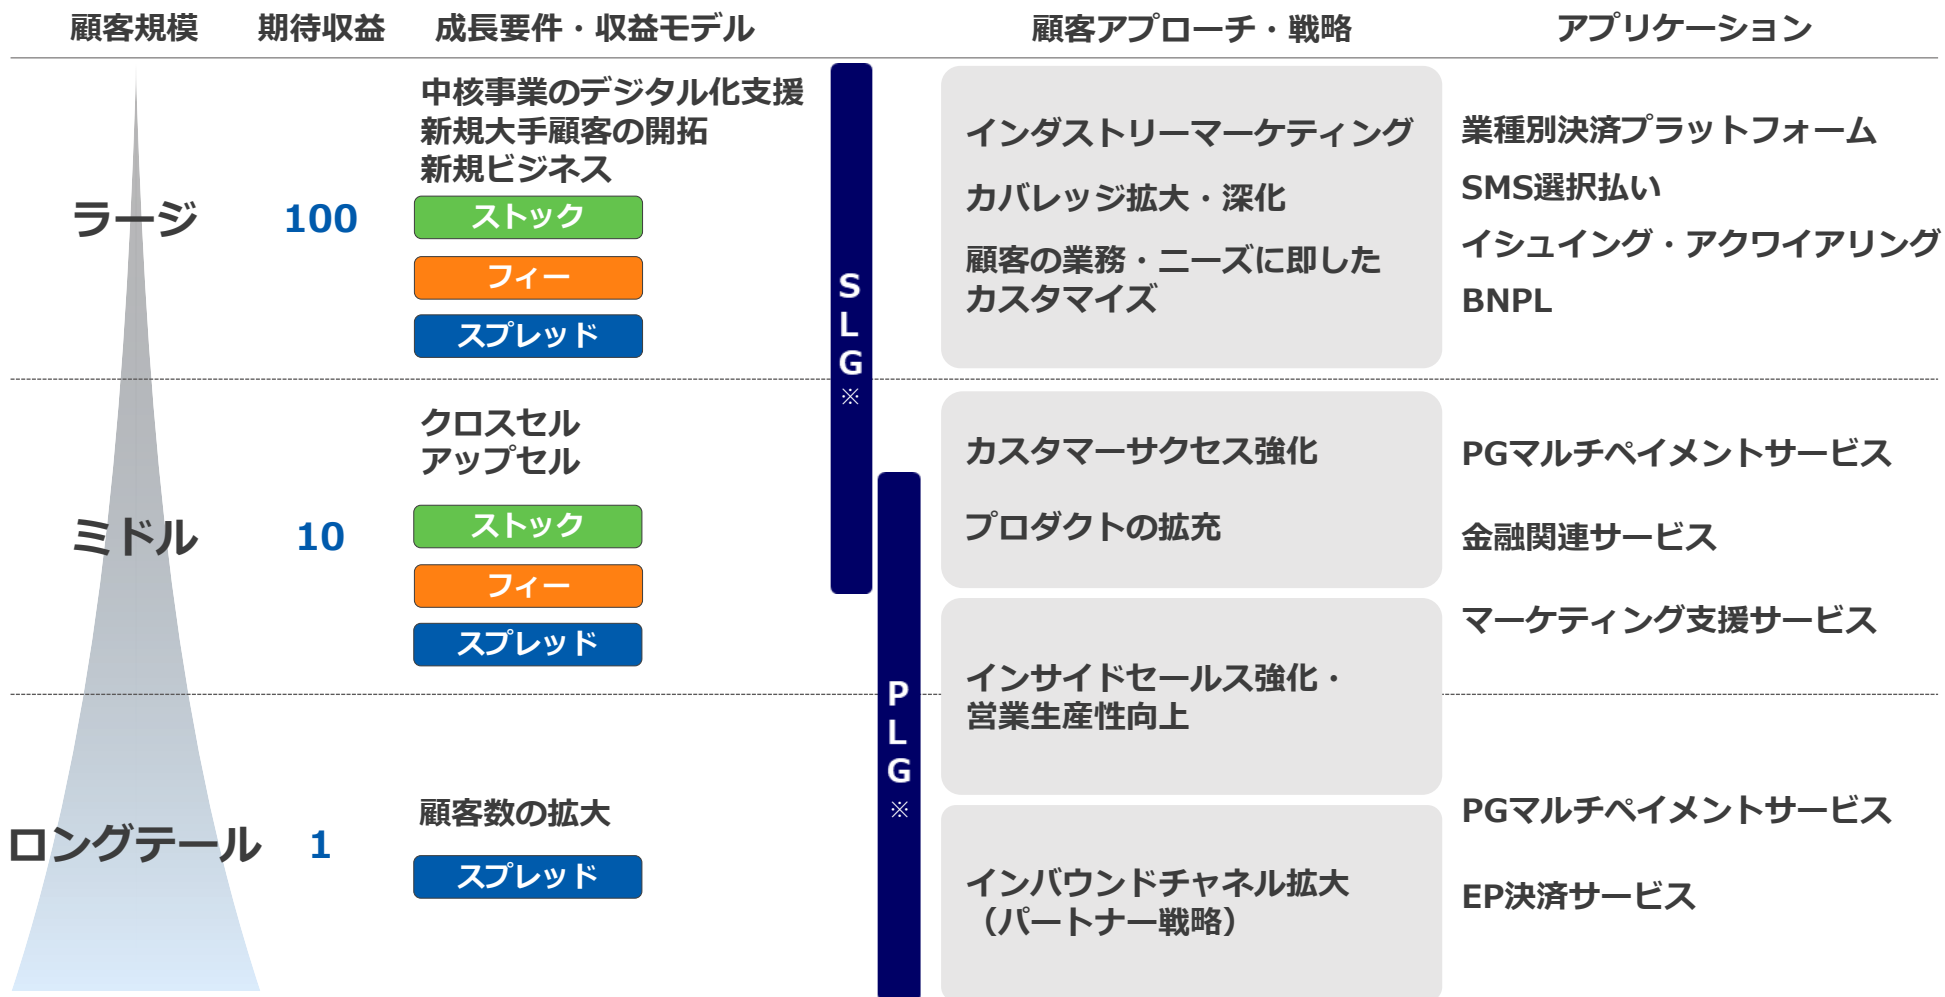 顧客規模
期待収益
成長要件・収益モデル
顧客アプローチ・戦略
アプリケーション
ラージ
100
中核事業のデジタル化支援
新規大手顧客の開拓
新規ビジネス
ストック
フィー
スプレッド
SLG※
インダストリーマーケティング
カバレッジ拡大・深化
顧客の業務・ニーズに即した
カスタマイズ
業種別決済プラットフォーム
SMS選択払い
イシュイング・アクワイアリング
BNPL
ミドル
10
クロスセル
アップセル
ストック
フィー
スプレッド
PLG※
カスタマーサクセス強化
プロダクトの拡充
インサイドセールス強化・
営業生産性向上
PGマルチペイメントサービス
金融関連サービス
マーケティング支援サービス
ロングテール
1
顧客数の拡大
スプレッド
インバウンドチャネル拡大
（パートナー戦略）
PGマルチペイメントサービス
EP決済サービス